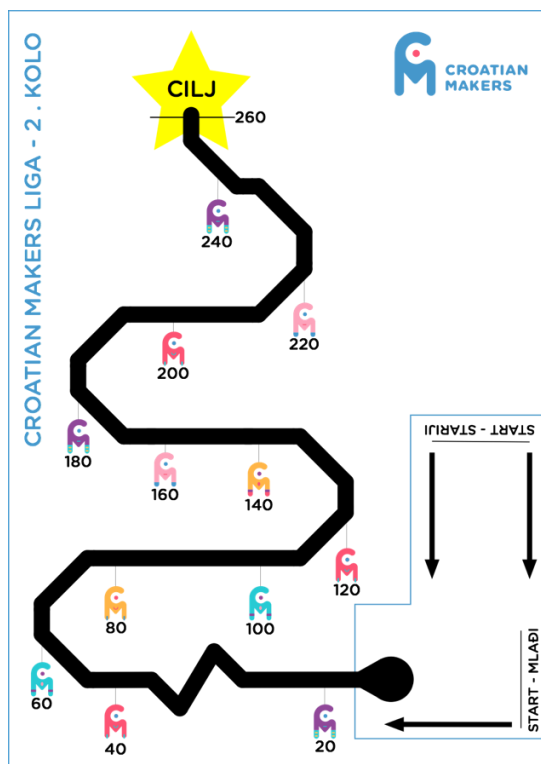 CROATIAN MAKERS LIGA - 2 . KOLO
CROATIAN
MAKERS
CILJ
260
240
220
200
180
160
140
120
100
80
60
40
20
START - STARIJI
START - MLAĐI